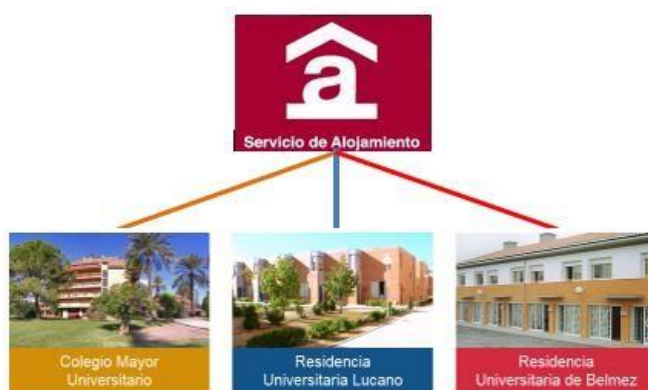 a
Servicio de Alojamiento
Colegio Mayor
Universitario
Residencia
Universitaria Lucano
Residencia
Universitaria de Belmez